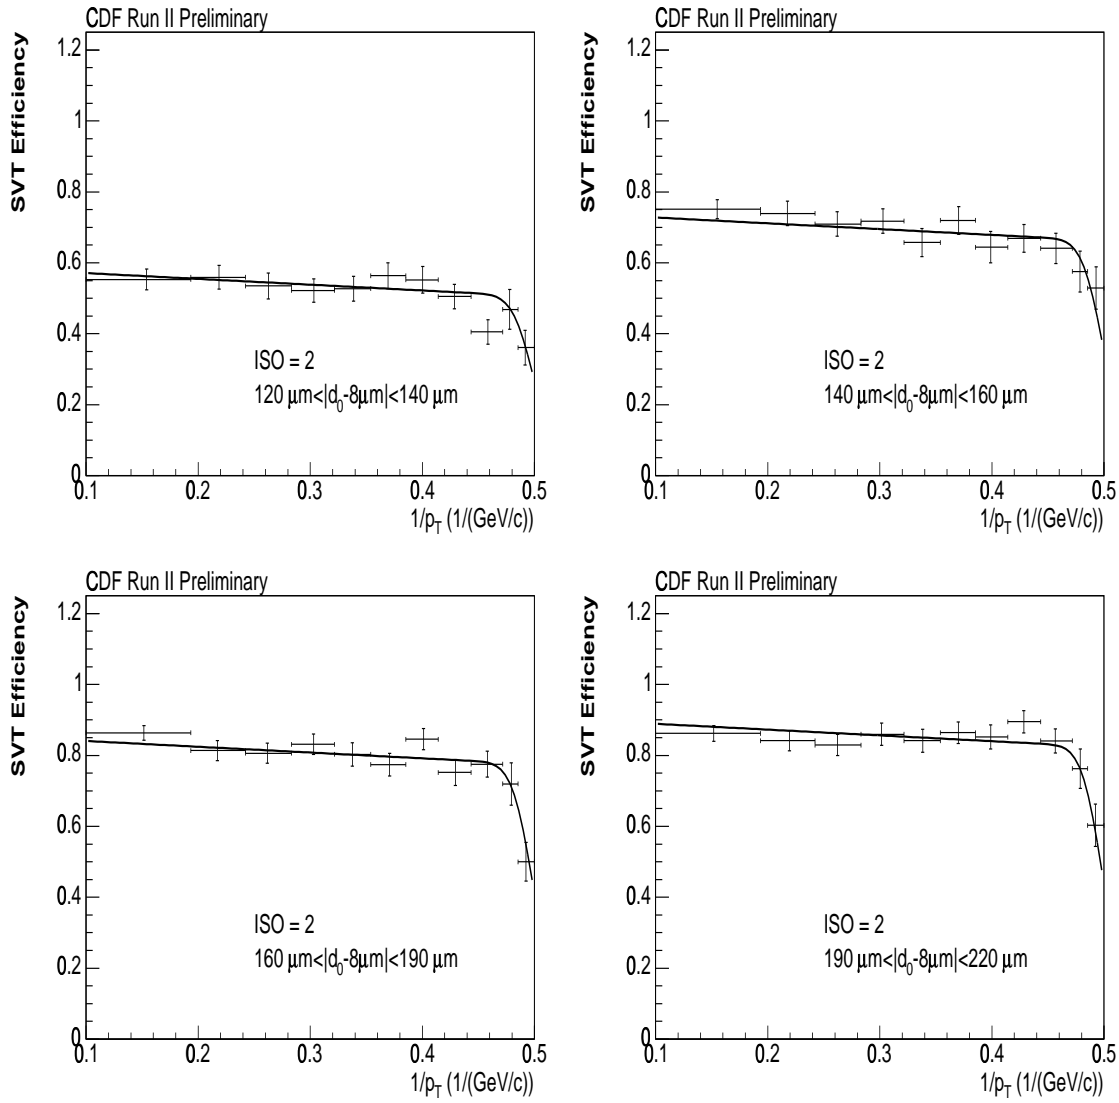 CDF Run II Preliminary
SVT Efficiency
1.2
1
0.8
0.6
0.4
0.2
0
0.1 0.2 0.3 0.4 0.5
1/p_T (1/(GeV/c))
ISO = 2
120 μm<|d_0-8μm|<140 μm
CDF Run II Preliminary
SVT Efficiency
1.2
1
0.8
0.6
0.4
0.2
0
0.1 0.2 0.3 0.4 0.5
1/p_T (1/(GeV/c))
ISO = 2
140 μm<|d_0-8μm|<160 μm
CDF Run II Preliminary
SVT Efficiency
1.2
1
0.8
0.6
0.4
0.2
0
0.1 0.2 0.3 0.4 0.5
1/p_T (1/(GeV/c))
ISO = 2
160 μm<|d_0-8μm|<190 μm
CDF Run II Preliminary
SVT Efficiency
1.2
1
0.8
0.6
0.4
0.2
0
0.1 0.2 0.3 0.4 0.5
1/p_T (1/(GeV/c))
ISO = 2
190 μm<|d_0-8μm|<220 μm